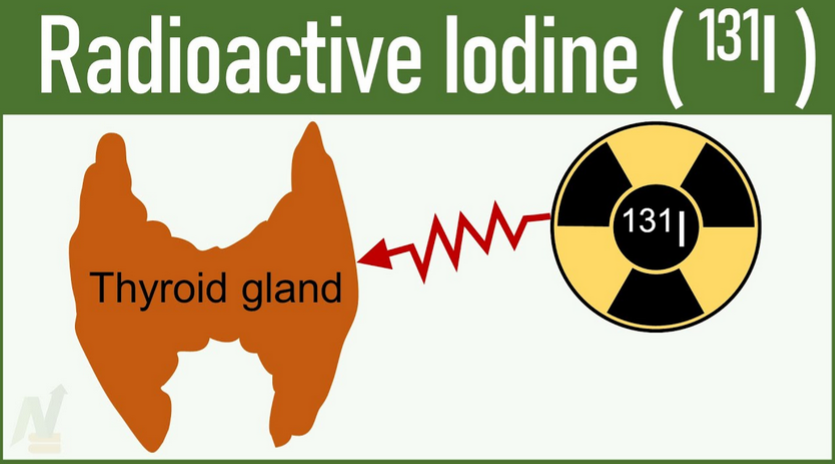 Radioactive Iodine ( ¹³¹I )
¹³¹I
Thyroid gland